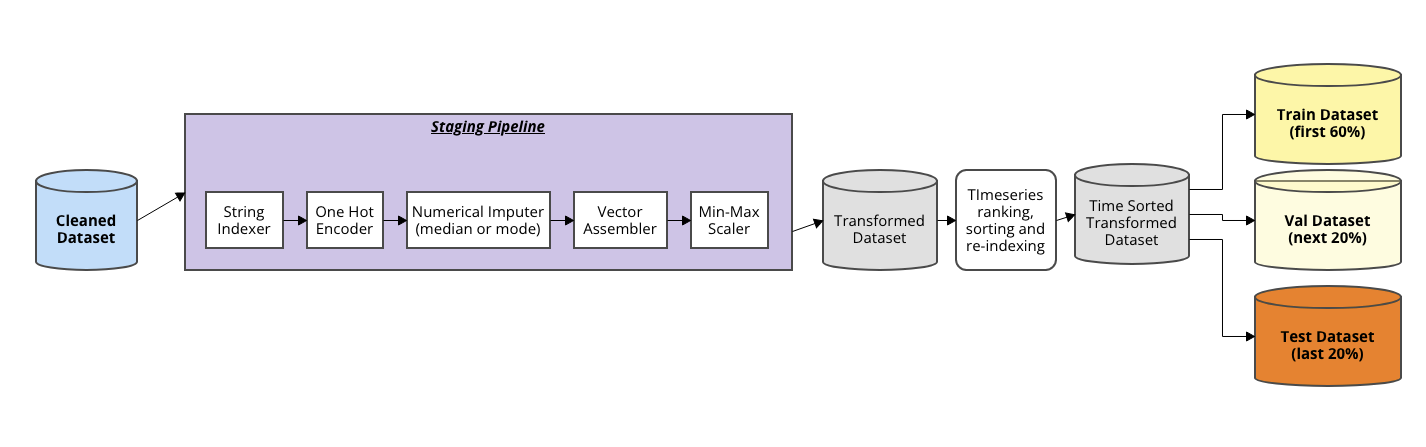 Staging Pipeline
Cleaned
Dataset
String
Indexer
One Hot
Encoder
Numerical Imputer
(median or mode)
Vector
Assembler
Min-Max
Scaler
Transformed
Dataset
TImeseries
ranking,
sorting and
re-indexing
Time Sorted
Transformed
Dataset
Train Dataset
(first 60%)
Val Dataset
(next 20%)
Test Dataset
(last 20%)